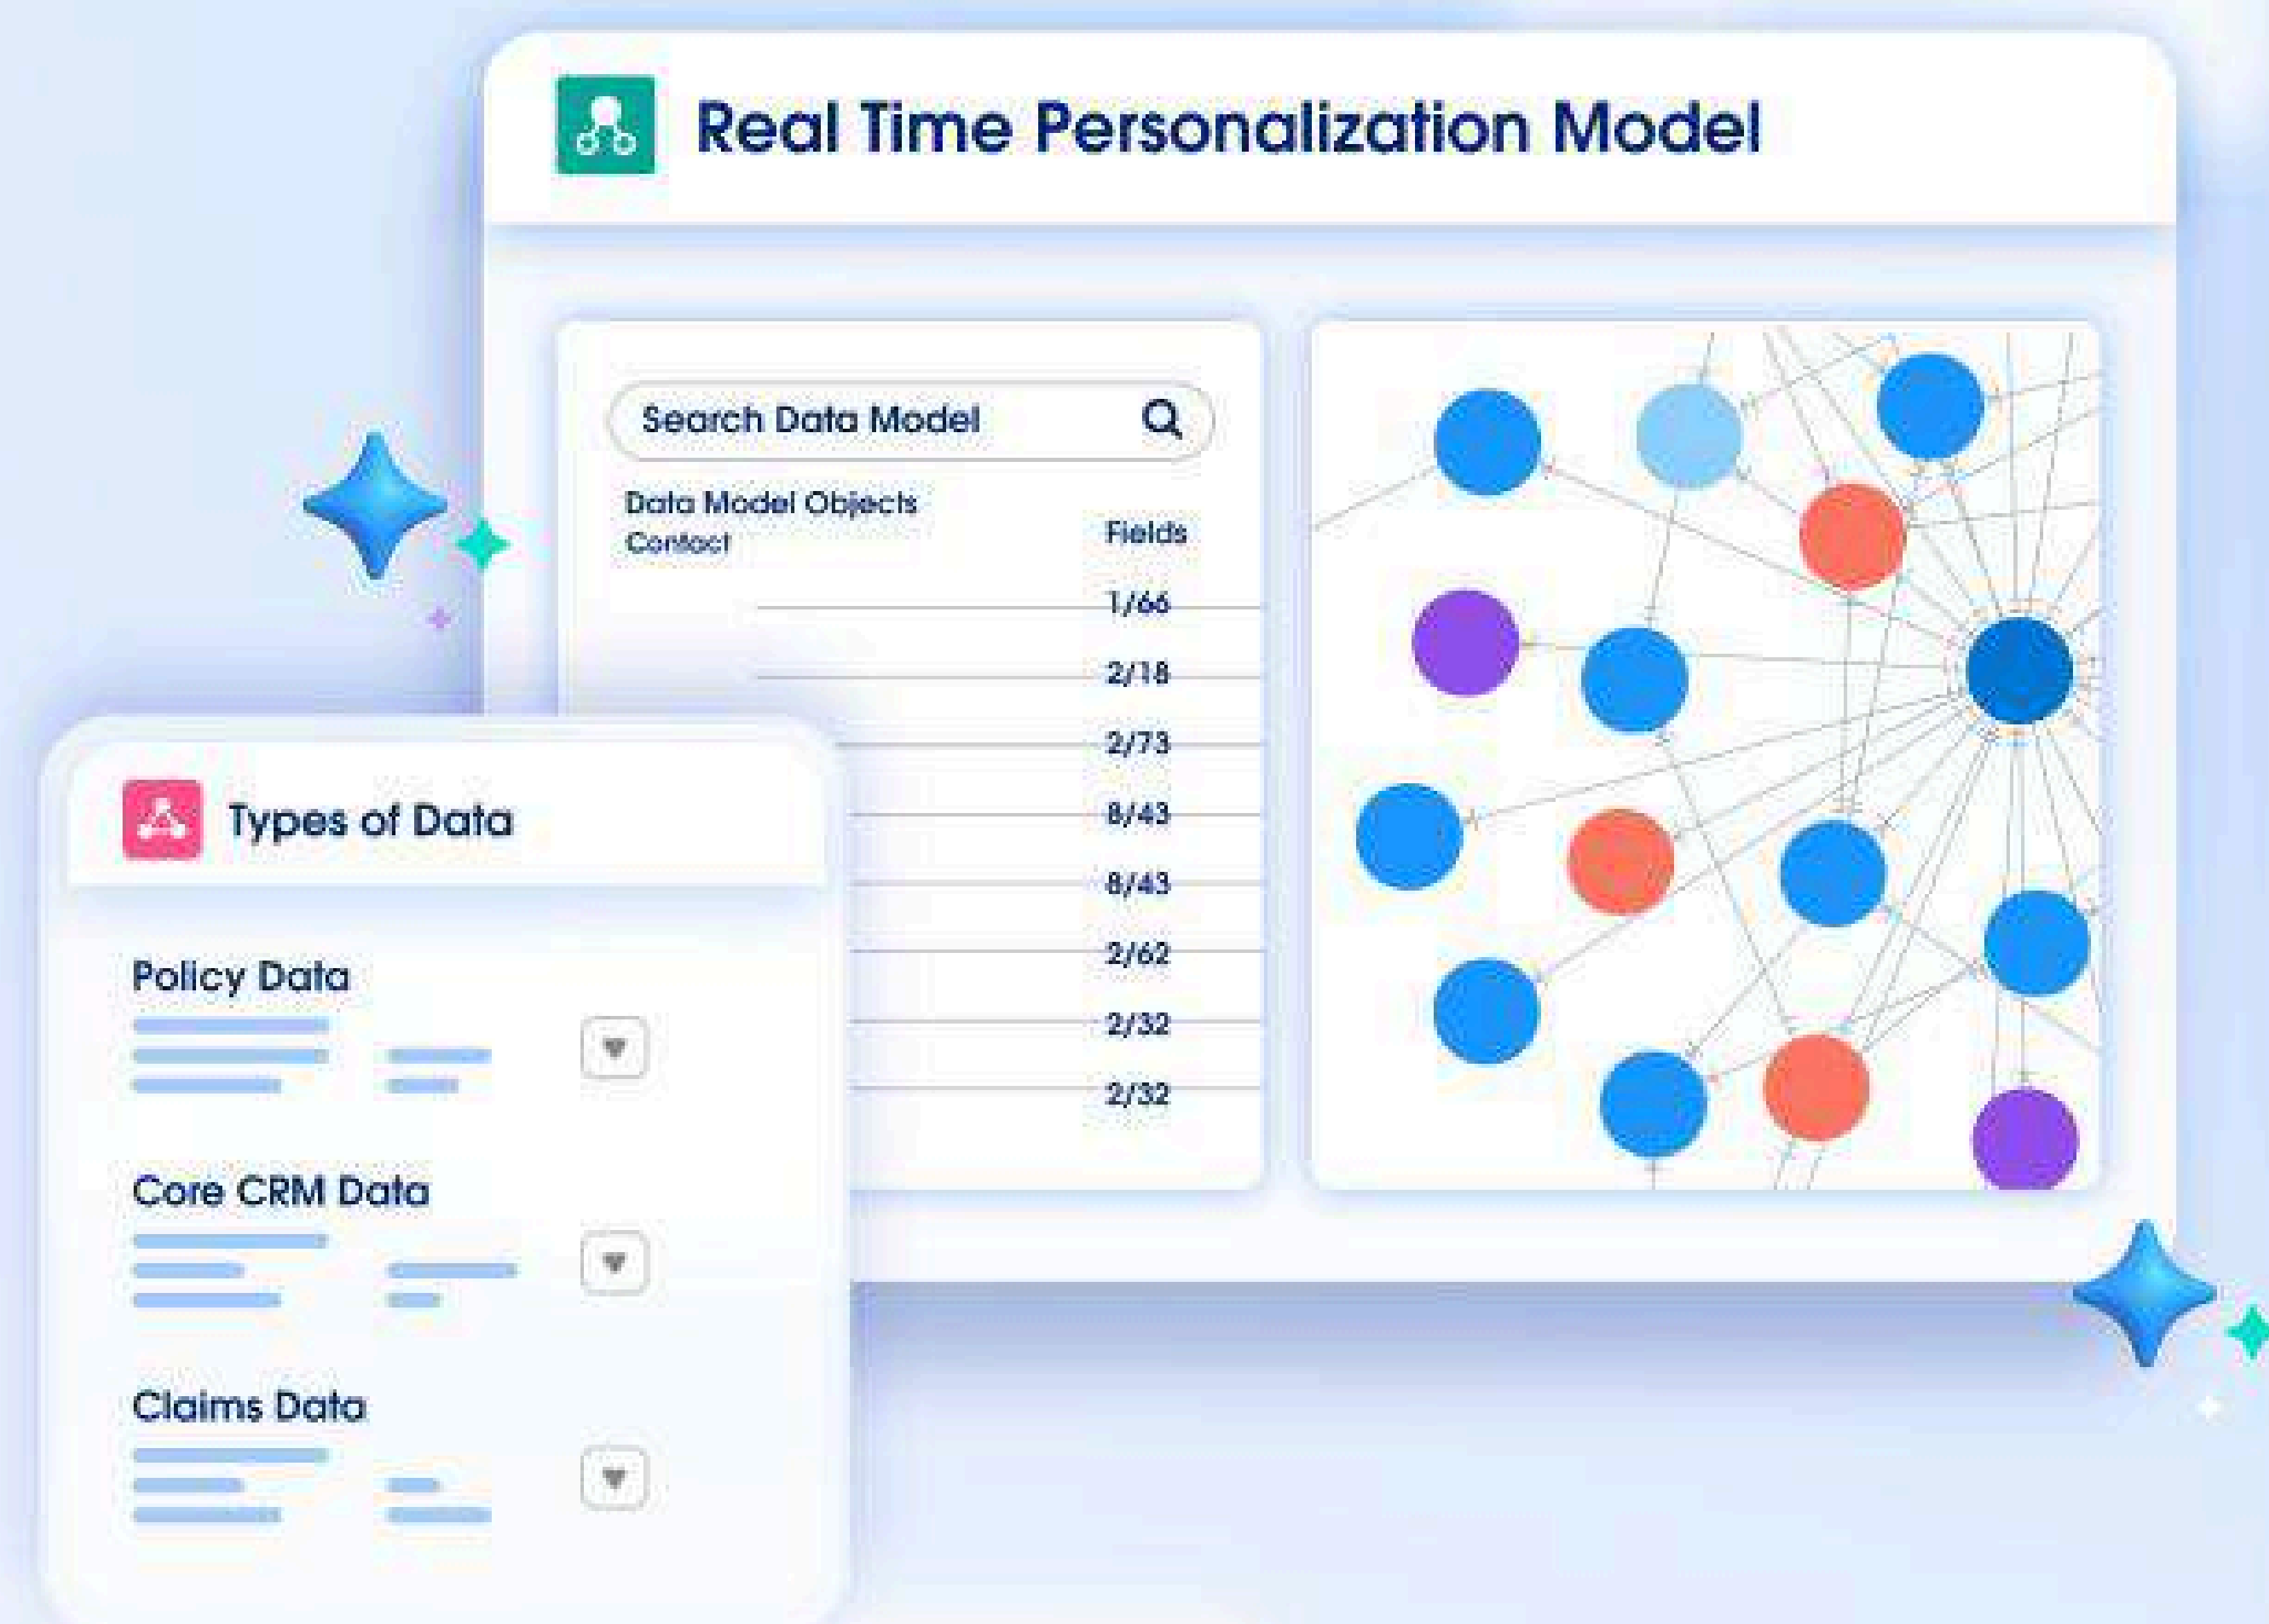 Real Time Personalization Model
Search Data Model
Data Model Objects
Contact
Fields
1/66
2/18
2/73
8/43
8/43
2/62
2/32
2/32
Types of Data
Policy Data
Core CRM Data
Claims Data